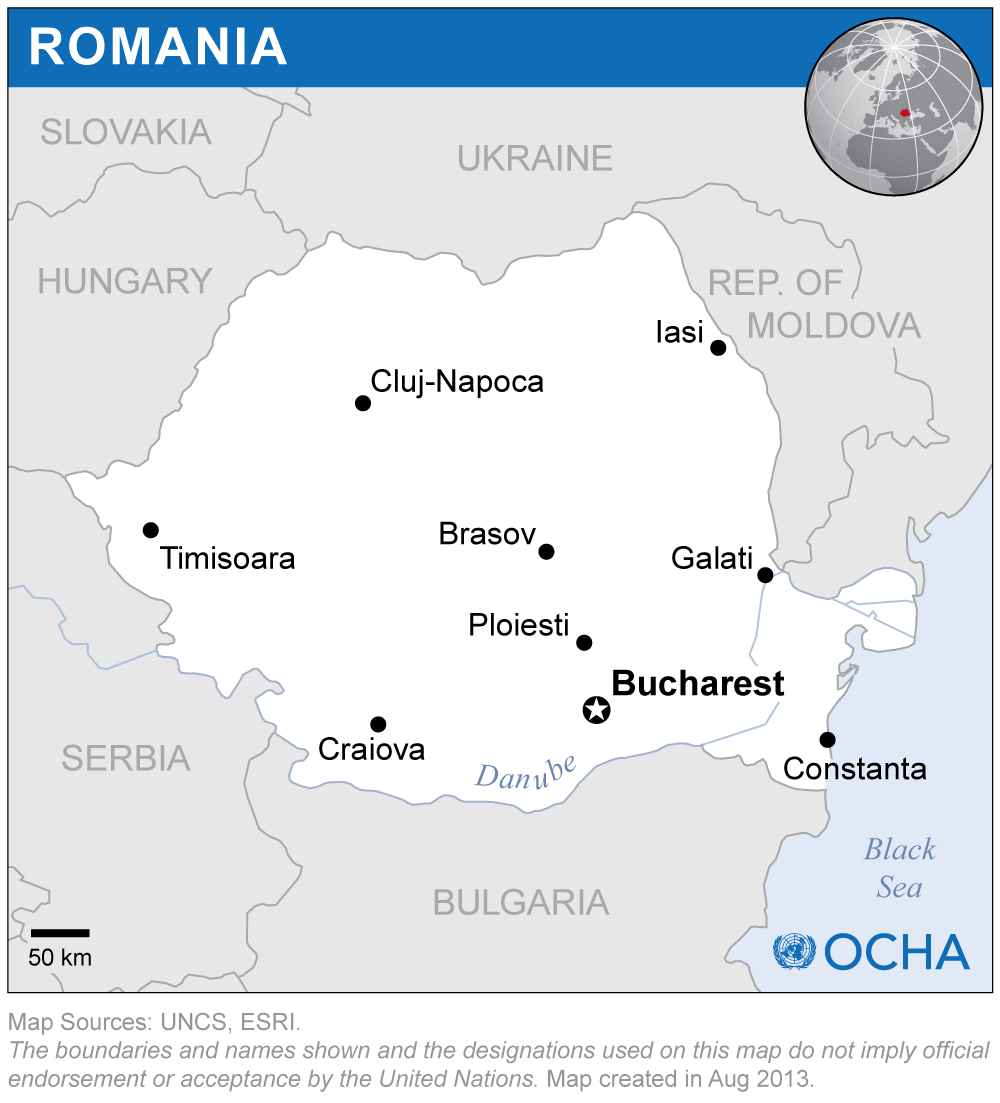 ROMANIA
SLOVAKIA
UKRAINE
HUNGARY
REP. OF
MOLDOVA
Iasi
Cluj-Napoca
Brasov
Timisoara
Galati
Ploiesti
Bucharest
Craiova
SERBIA
Danube
Constanta
Black
Sea
BULGARIA
OCHA
50 km
Map Sources: UNCS, ESRI.
The boundaries and names shown and the designations used on this map do not imply official
endorsement or acceptance by the United Nations. Map created in Aug 2013.